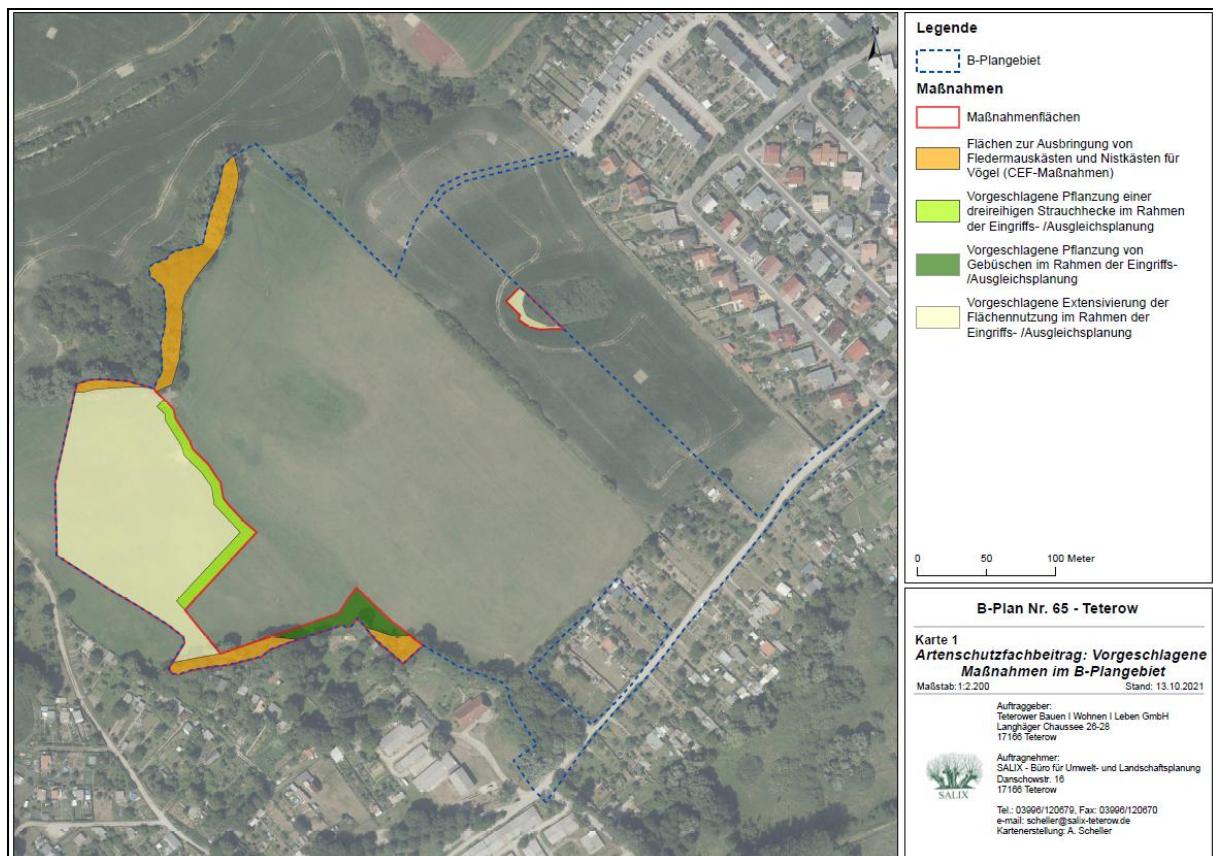 N
Legende
B-Plangebiet
Maßnahmen
Maßnahmenflächen
Flächen zur Ausbringung von
Fledermauskästen und Nistkästen für
Vögel (CEF-Maßnahmen)
Vorgeschlagene Pflanzung einer
dreireihigen Strauchhecke im Rahmen
der Eingriffs- /Ausgleichsplanung
Vorgeschlagene Pflanzung von
Gebüschen im Rahmen der Eingriffs-
/Ausgleichsplanung
Vorgeschlagene Extensivierung der
Flächennutzung im Rahmen der
Eingriffs- /Ausgleichsplanung
0 50 100 Meter
B-Plan Nr. 65 - Teterow
Karte 1
Artenschutzfachbeitrag: Vorgeschlagene
Maßnahmen im B-Plangebiet
Maßstab: 1:2.200 Stand: 13.10.2021
Auftraggeber:
Teterower Bauen I Wohnen I Leben GmbH
Langhäger Chaussee 26-28
17166 Teterow
Auftragnehmer:
SALIX - Büro für Umwelt- und Landschaftsplanung
Danschowstr. 16
17166 Teterow
SALIX
Tel.: 03996/120679, Fax: 03996/120670
e-mail: scheller@salix-teterow.de
Kartenerstellung: A. Scheller